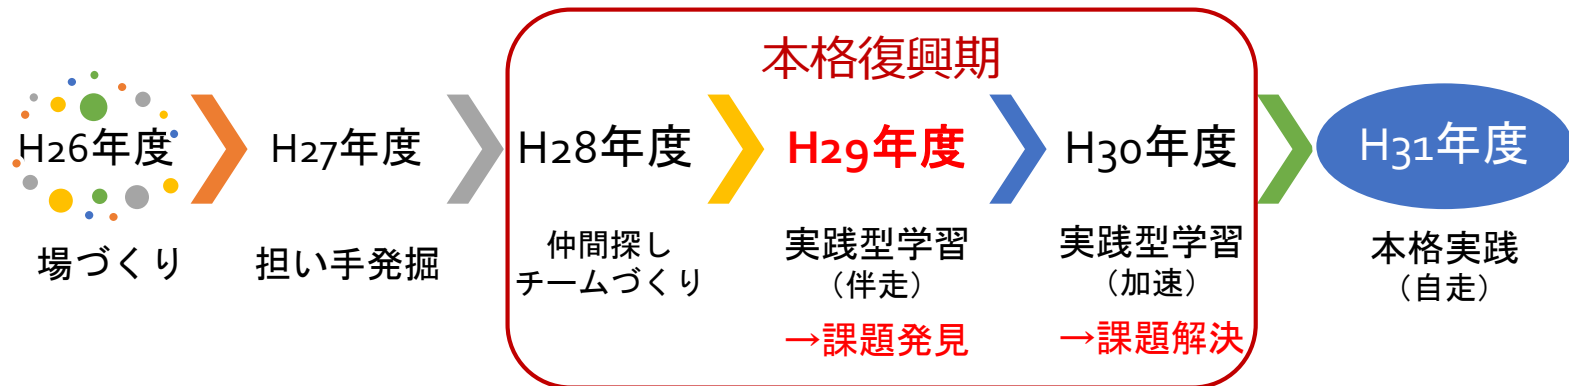 本格復興期
H26年度
H27年度
H28年度
H29年度
H30年度
H31年度
場づくり
担い手発掘
仲間探し
チームづくり
実践型学習
（伴走）
→課題発見
実践型学習
（加速）
→課題解決
本格実践
（自走）